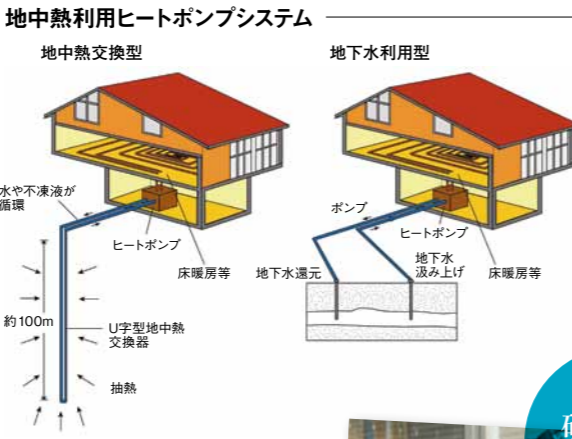 地中熱利用ヒートポンプシステム
地中熱交換型
水や不凍液が
循環
ヒートポンプ
床暖房等
約100m
U字型地中熱
交換器
抽熱
地下水利用型
ポンプ
ヒートポンプ
地下水還元
地下水
汲み上げ
床暖房等